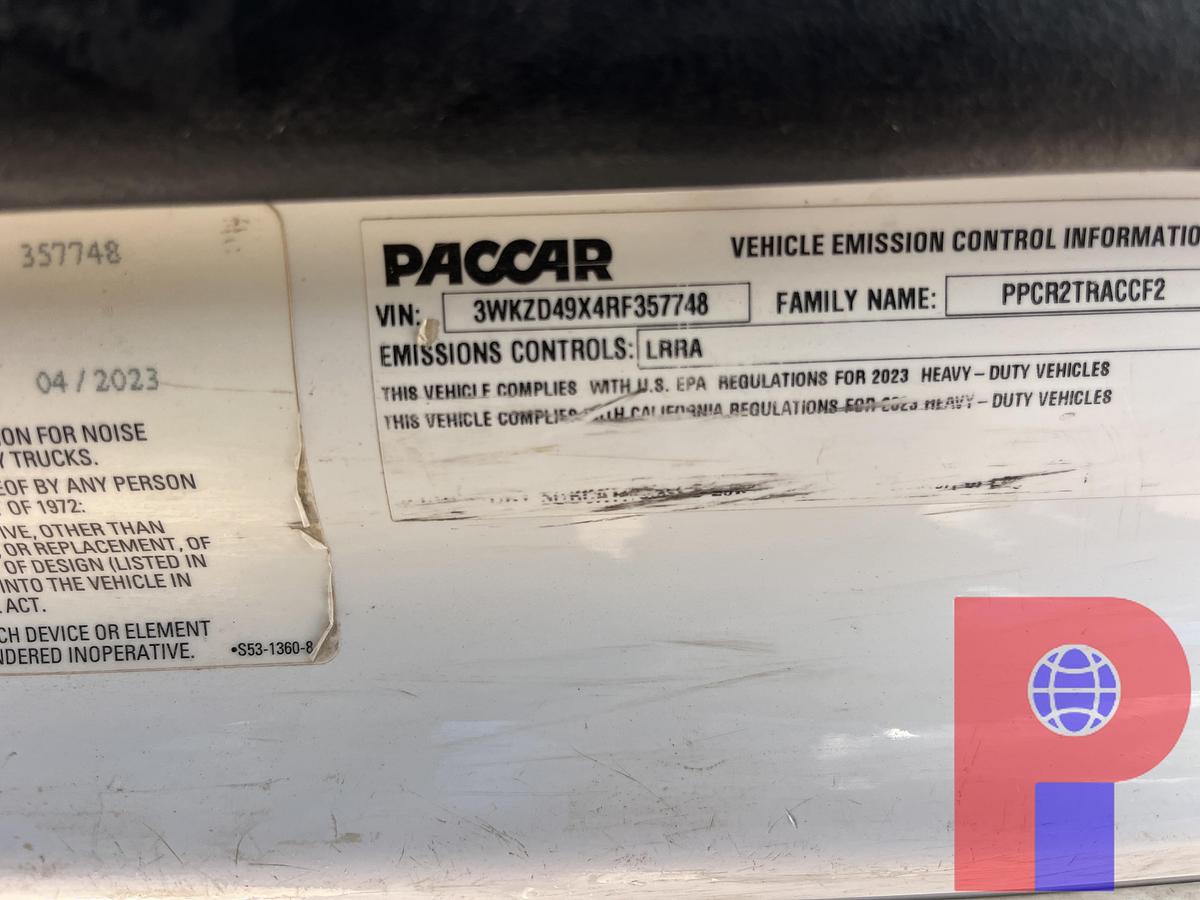 357748
04 / 2023
ION FOR NOISE
Y TRUCKS.
EOF BY ANY PERSON
T OF 1972:
IVE, OTHER THAN
, OR REPLACEMENT, OF
OF DESIGN (LISTED IN
INTO THE VEHICLE IN
ACT.
CH DEVICE OR ELEMENT
NDERED INOPERATIVE.
•S53-1360-8
PACCAR
VEHICLE EMISSION CONTROL INFORMATIO
VIN: 3WKZD49X4RF357748 FAMILY NAME: PPCR2TRACCF2
EMISSIONS CONTROLS: LRRA
THIS VEHICLE COMPLIES WITH U.S. EPA REGULATIONS FOR 2023 HEAVY-DUTY VEHICLES
THIS VEHICLE COMPLIES WITH CALIFORNIA REGULATIONS FOR 2023 HEAVY-DUTY VEHICLES